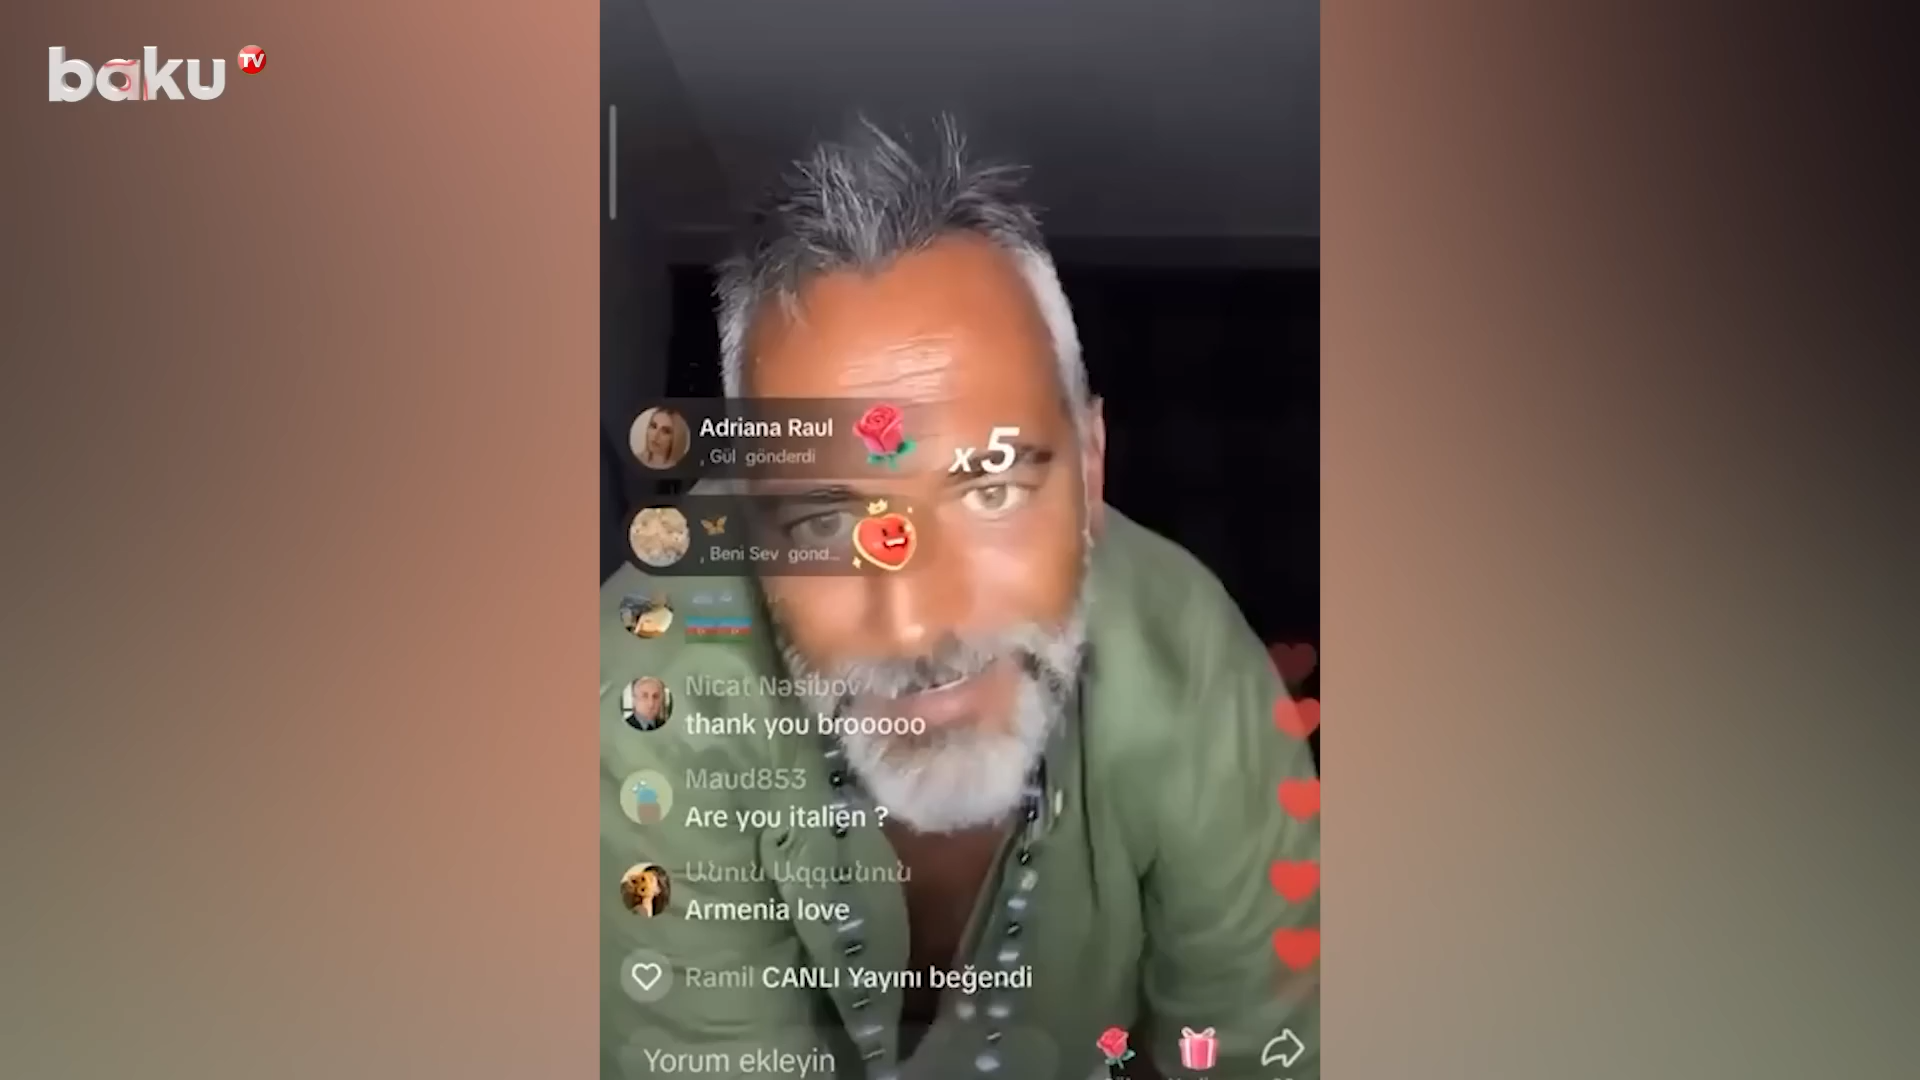 baku TV
Adriana Raul
, Gül gönderdi
x5
, Beni Sev gönd...
Nicat Nəsibov
thank you brooooo
Maud853
Are you italien ?
Անուն Ազգանուն
Armenia love
Ramil CANLI Yayını beğendi
Yorum ekleyin